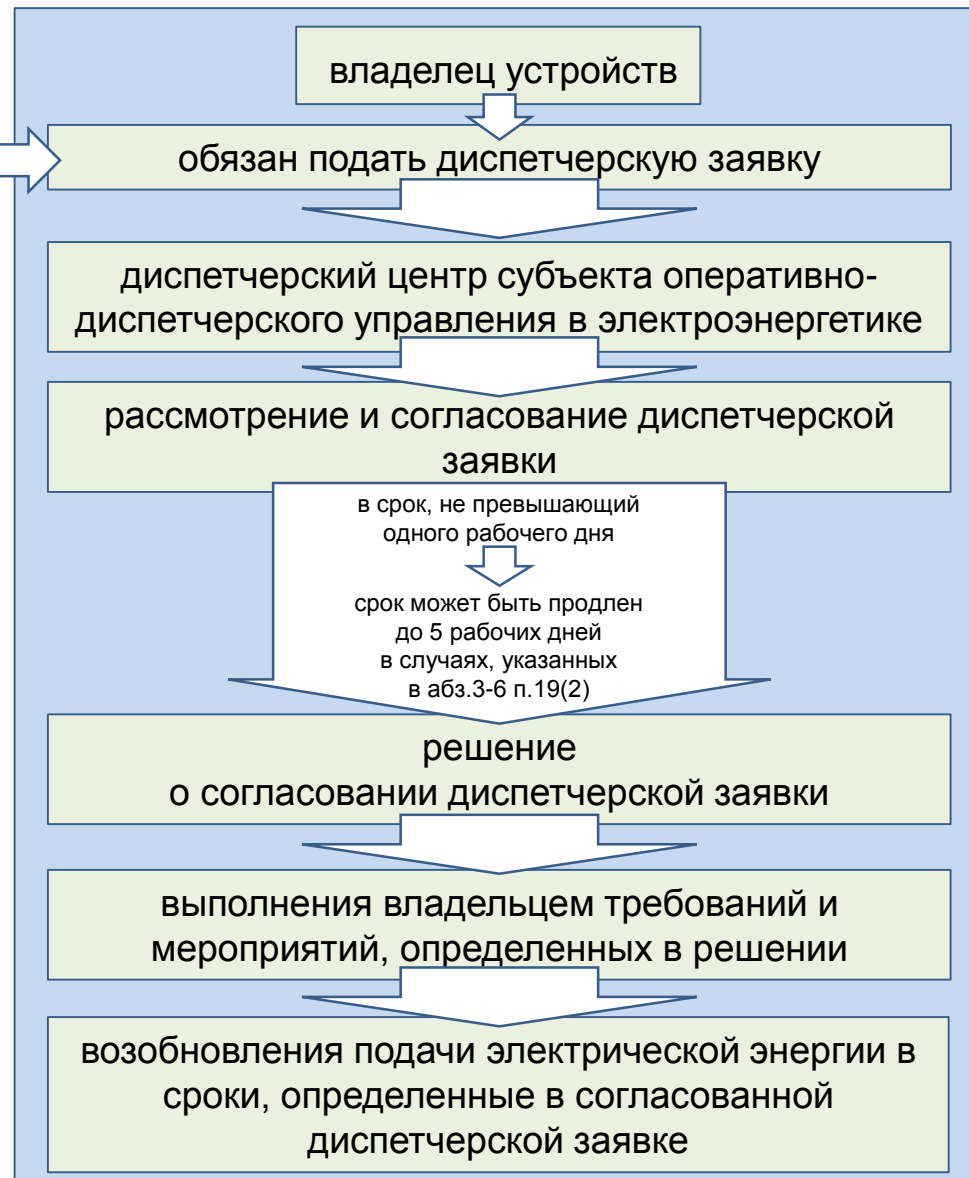 владелец устройств
обязан подать диспетчерскую заявку
диспетчерский центр субъекта оперативно-
диспетчерского управления в электроэнергетике
рассмотрение и согласование диспетчерской
заявки
в срок, не превышающий
одного рабочего дня
срок может быть продлен
до 5 рабочих дней
в случаях, указанных
в абз.3-6 п.19(2)
решение
о согласовании диспетчерской заявки
выполнения владельцем требований и
мероприятий, определенных в решении
возобновления подачи электрической энергии в
сроки, определенные в согласованной
диспетчерской заявке